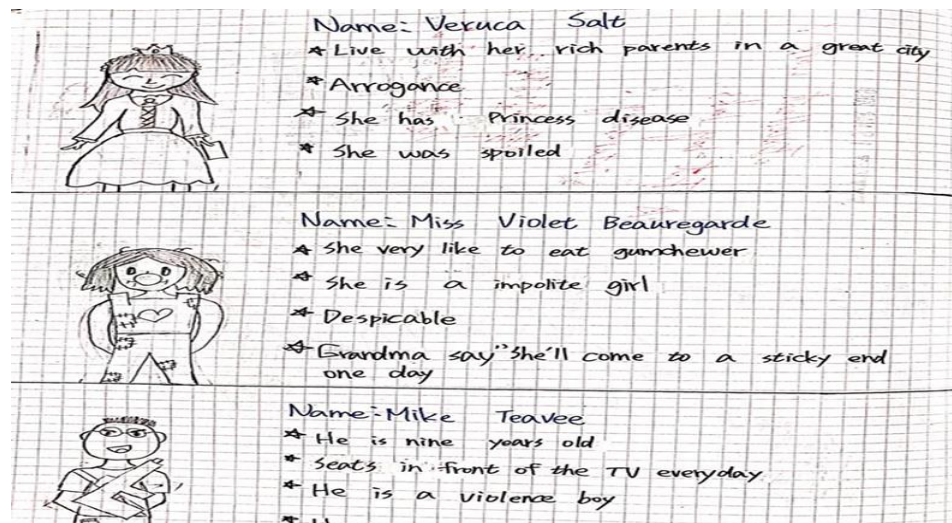 Name: Veruca Salt
* Live with her rich parents in a great city
* Arrogance
* She has Princess disease
* She was spoiled
Name: Miss Violet Beauregarde
* She very like to eat gumchewer
* She is a impolite girl
* Despicable
* Grandma say "She'll come to a sticky end
one day
Name: Mike Teavee
* He is nine years old
* Seats in front of the TV everyday
* He is a violence boy